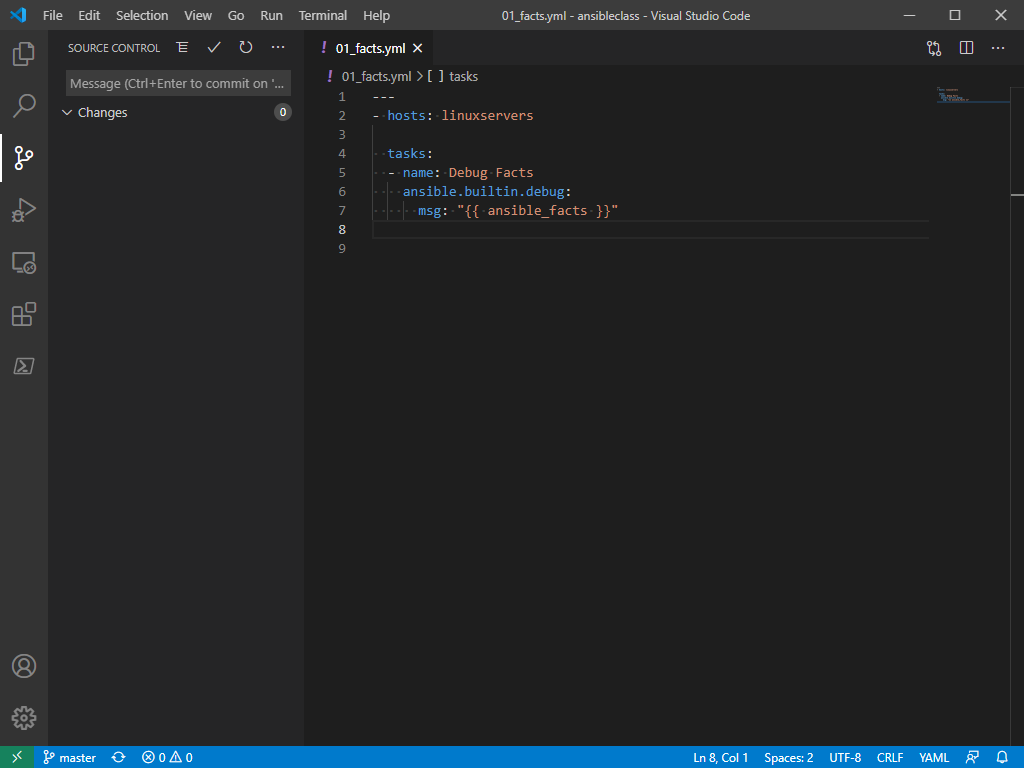 File Edit Selection View Go Run Terminal Help 01_facts.yml - ansibleclass - Visual Studio Code
SOURCE CONTROL
Message (Ctrl+Enter to commit on '...
Changes 0
! 01_facts.yml
! 01_facts.yml > [ ] tasks
1 ---
2 - hosts: linuxservers
3
4 tasks:
5 - name: Debug Facts
6 ansible.builtin.debug:
7 msg: "{{ ansible_facts }}"
8
9
master 0 0 Ln 8, Col 1 Spaces: 2 UTF-8 CRLF YAML